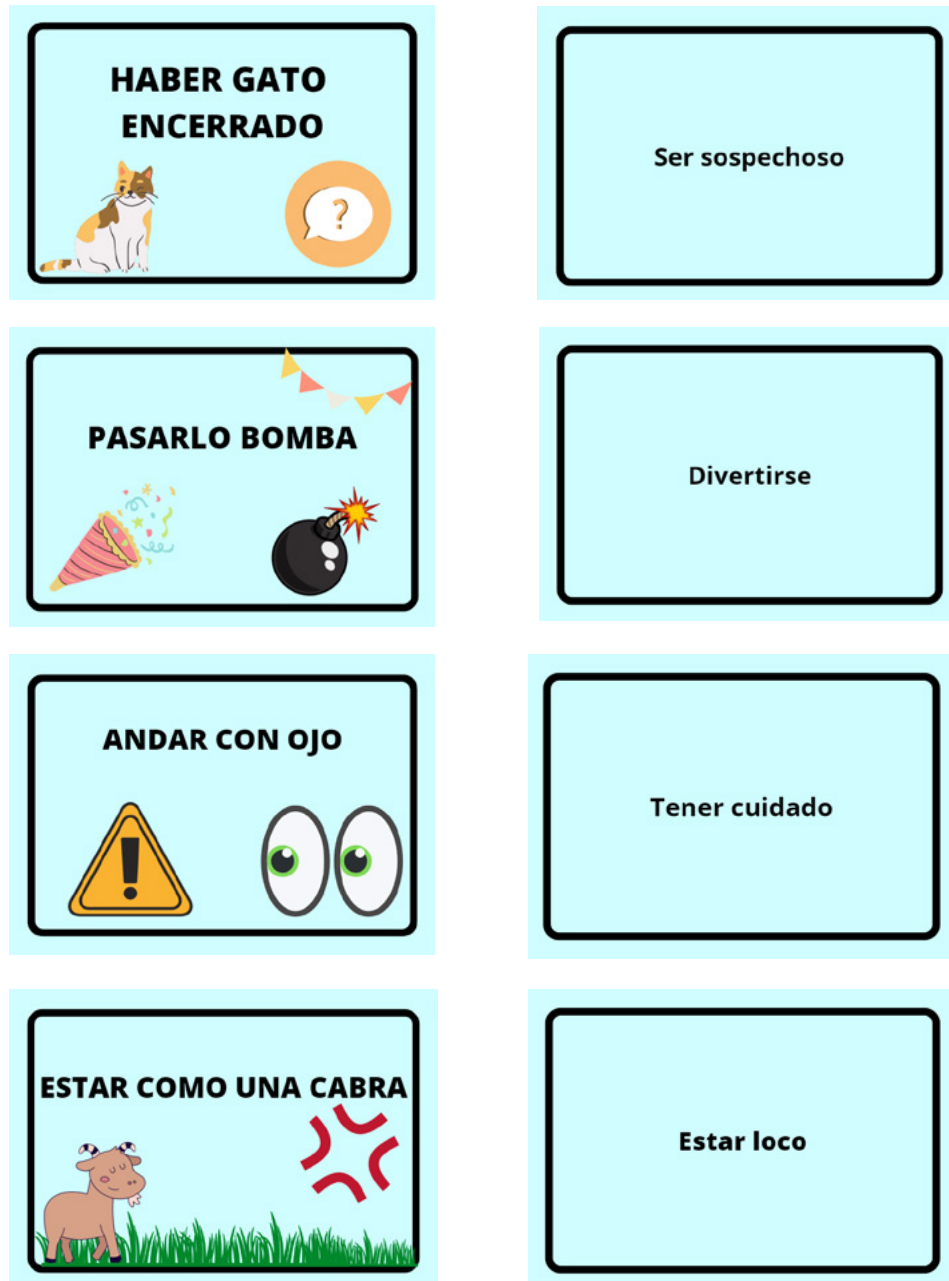 HABER GATO
ENCERRADO
?
Ser sospechoso
PASARLO BOMBA
Divertirse
ANDAR CON OJO
!
Tener cuidado
ESTAR COMO UNA CABRA
Estar loco